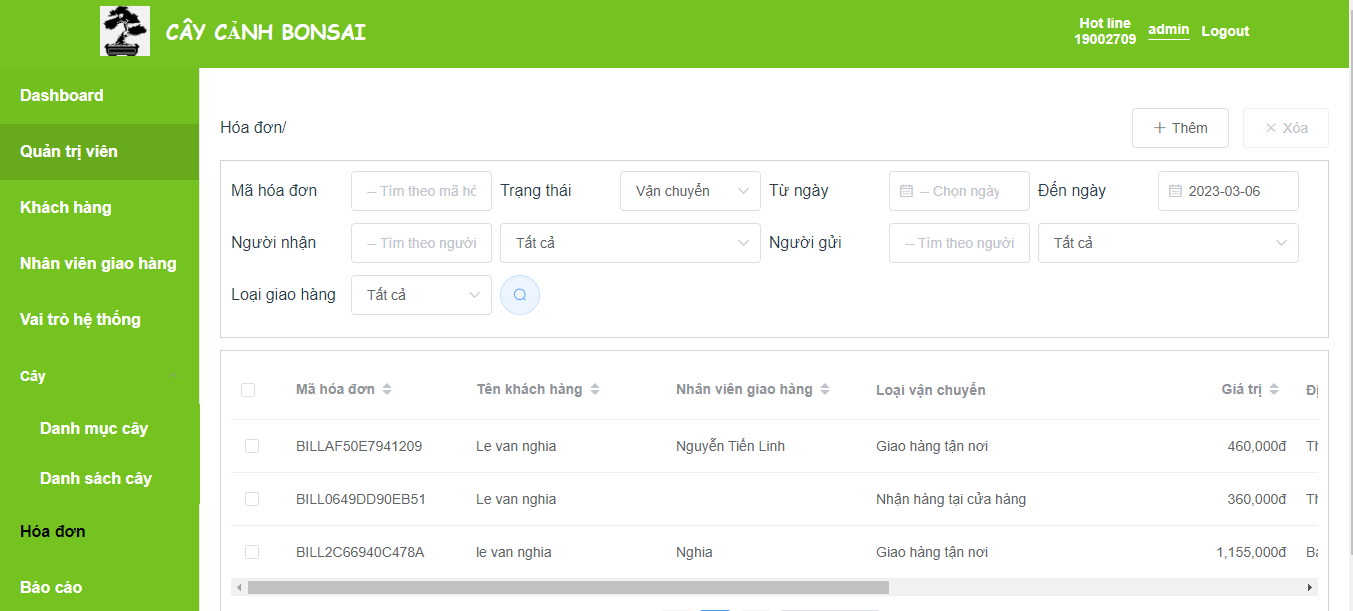 CÂY CẢNH BONSAI
Hot line
19002709
admin
Logout
Dashboard
Quản trị viên
Khách hàng
Nhân viên giao hàng
Vai trò hệ thống
Cây
Danh mục cây
Danh sách cây
Hóa đơn
Báo cáo
Hóa đơn/
+ Thêm
× Xóa
Mã hóa đơn -- Tìm theo mã hó Trạng thái Vận chuyển Từ ngày -- Chọn ngày Đến ngày 2023-03-06
Người nhận -- Tìm theo người Tất cả Người gửi -- Tìm theo người Tất cả
Loại giao hàng Tất cả
Mã hóa đơn Tên khách hàng Nhân viên giao hàng Loại vận chuyển Giá trị
BILLAF50E7941209 Le van nghia Nguyễn Tiến Linh Giao hàng tận nơi 460,000đ
BILL0649DD90EB51 Le van nghia Nhận hàng tại cửa hàng 360,000đ
BILL2C66940C478A le van nghia Nghia Giao hàng tận nơi 1,155,000đ